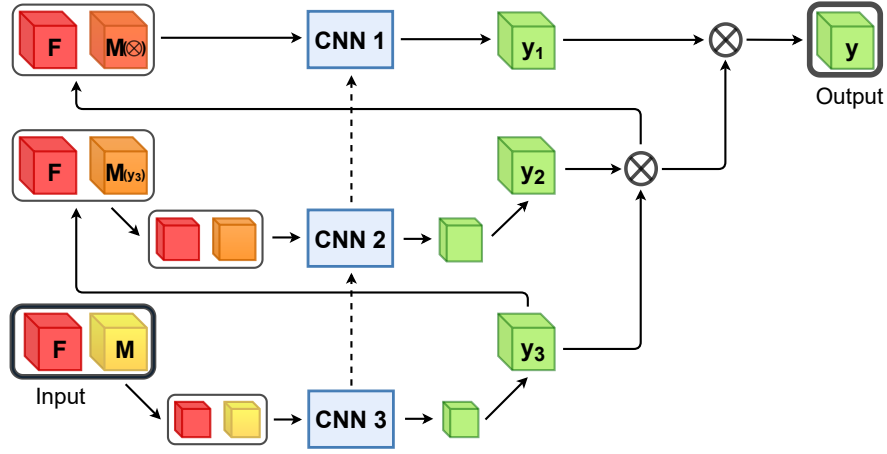 F M(⊗) CNN 1 y₁ ⊗ y
Output
F M(y₃) y₂ ⊗
CNN 2
F M y₃
Input
CNN 3